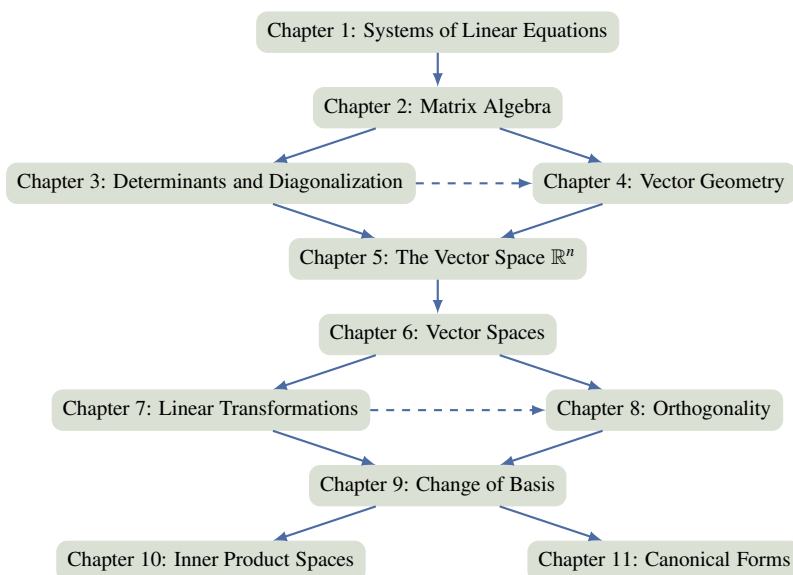 Chapter 1: Systems of Linear Equations
Chapter 2: Matrix Algebra
Chapter 3: Determinants and Diagonalization
Chapter 4: Vector Geometry
Chapter 5: The Vector Space ℝⁿ
Chapter 6: Vector Spaces
Chapter 7: Linear Transformations
Chapter 8: Orthogonality
Chapter 9: Change of Basis
Chapter 10: Inner Product Spaces
Chapter 11: Canonical Forms